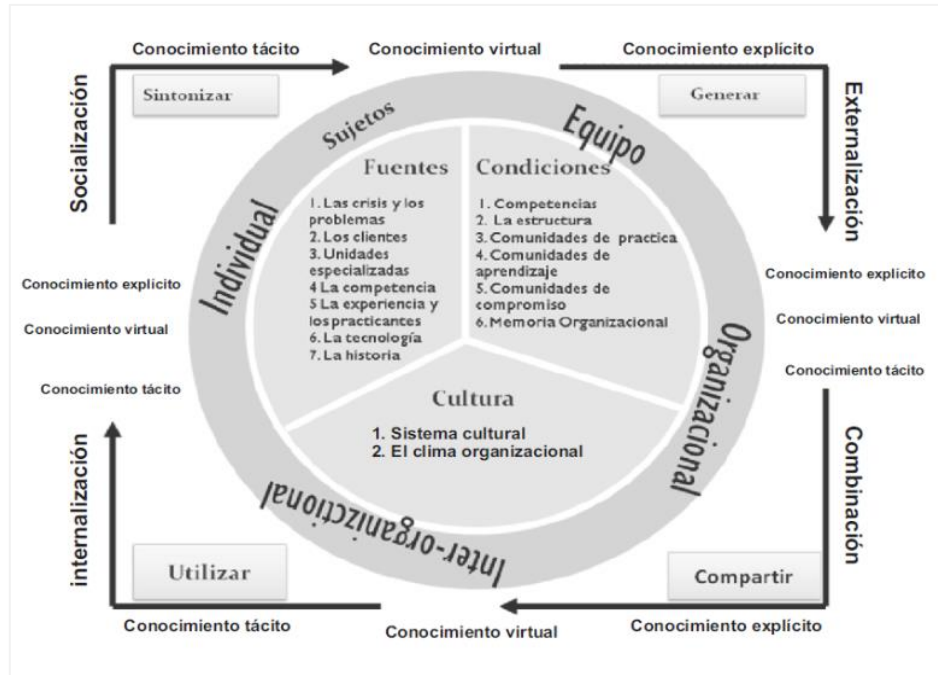 Conocimiento tácito
Conocimiento virtual
Conocimiento explícito
Sintonizar
Generar
Socialización
Externalización
Sujetos
Equipo
Individual
Organizacional
Inter-organizctional
Fuentes
1. Las crisis y los
problemas
2. Los clientes
3. Unidades
especializadas
4 La competencia
5 La experiencia y
los practicantes
6. La tecnología
7. La historia
Condiciones
1. Competencias
2. La estructura
3. Comunidades de practica
4. Comunidades de
aprendizaje
5. Comunidades de
compromiso
6. Memoria Organizacional
Cultura
1. Sistema cultural
2. El clima organizacional
Conocimiento explícito
Conocimiento virtual
Conocimiento tácito
Conocimiento explícito
Conocimiento virtual
Conocimiento tácito
internalización
Combinación
Utilizar
Compartir
Conocimiento tácito
Conocimiento virtual
Conocimiento explícito